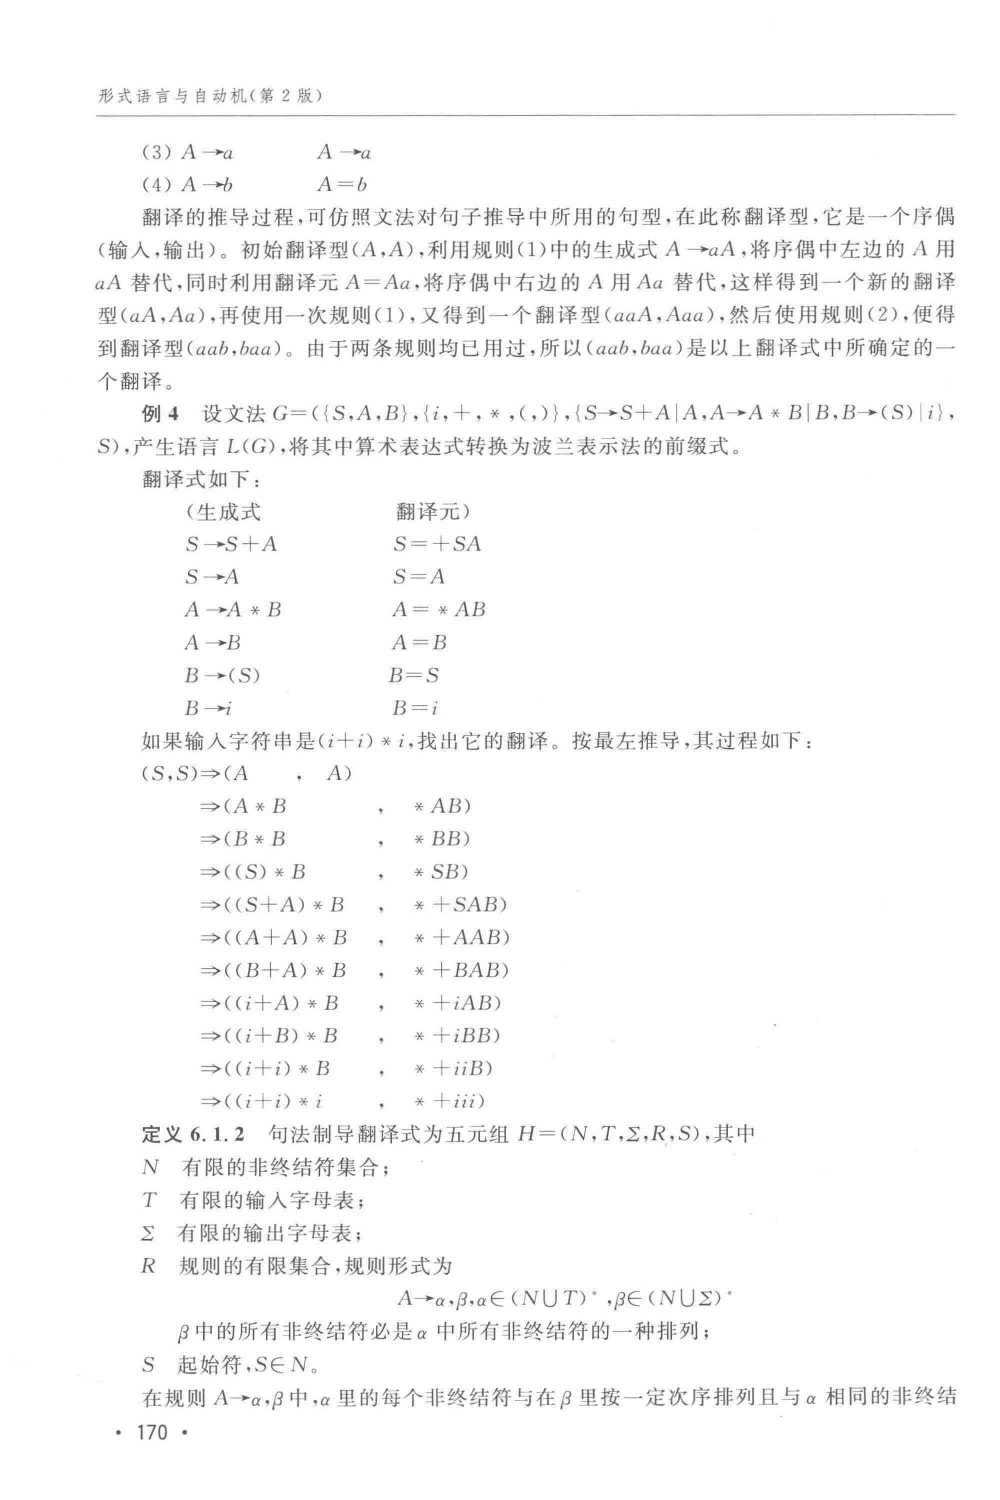 形式语言与自动机(第2版)
(3) A→a A→a
(4) A→b A=b
翻译的推导过程,可仿照文法对句子推导中所用的句型,在此称翻译型,它是一个序偶
(输入,输出)。初始翻译型(A,A),利用规则(1)中的生成式 A→aA,将序偶中左边的 A 用
aA 替代,同时利用翻译元 A=Aa,将序偶中右边的 A 用 Aa 替代,这样得到一个新的翻译
型(aA,Aa),再使用一次规则(1),又得到一个翻译型(aaA,Aaa),然后使用规则(2),便得
到翻译型(aab,baa)。由于两条规则均已用过,所以(aab,baa)是以上翻译式中所确定的一
个翻译。
例 4 设文法 G=({S,A,B},{i,+,*,(,)},{S→S+A|A,A→A*B|B,B→(S)|i},
S),产生语言 L(G),将其中算术表达式转换为波兰表示法的前缀式。
翻译式如下:
(生成式 翻译元)
S→S+A S=+SA
S→A S=A
A→A*B A=*AB
A→B A=B
B→(S) B=S
B→i B=i
如果输入字符串是(i+i)*i,找出它的翻译。按最左推导,其过程如下:
(S,S)⇒(A , A)
⇒(A*B , *AB)
⇒(B*B , *BB)
⇒((S)*B , *SB)
⇒((S+A)*B , *+SAB)
⇒((A+A)*B , *+AAB)
⇒((B+A)*B , *+BAB)
⇒((i+A)*B , *+iAB)
⇒((i+B)*B , *+iBB)
⇒((i+i)*B , *+iiB)
⇒((i+i)*i , *+iii)
定义 6.1.2 句法制导翻译式为五元组 H=(N,T,Σ,R,S),其中
N 有限的非终结符集合;
T 有限的输入字母表;
Σ 有限的输出字母表;
R 规则的有限集合,规则形式为
A→α,β,α∈(N∪T)*,β∈(N∪Σ)*
β中的所有非终结符必是 α 中所有非终结符的一种排列;
S 起始符,S∈N。
在规则 A→α,β中,α里的每个非终结符与在β里按一定次序排列且与 α 相同的非终结
· 170 ·